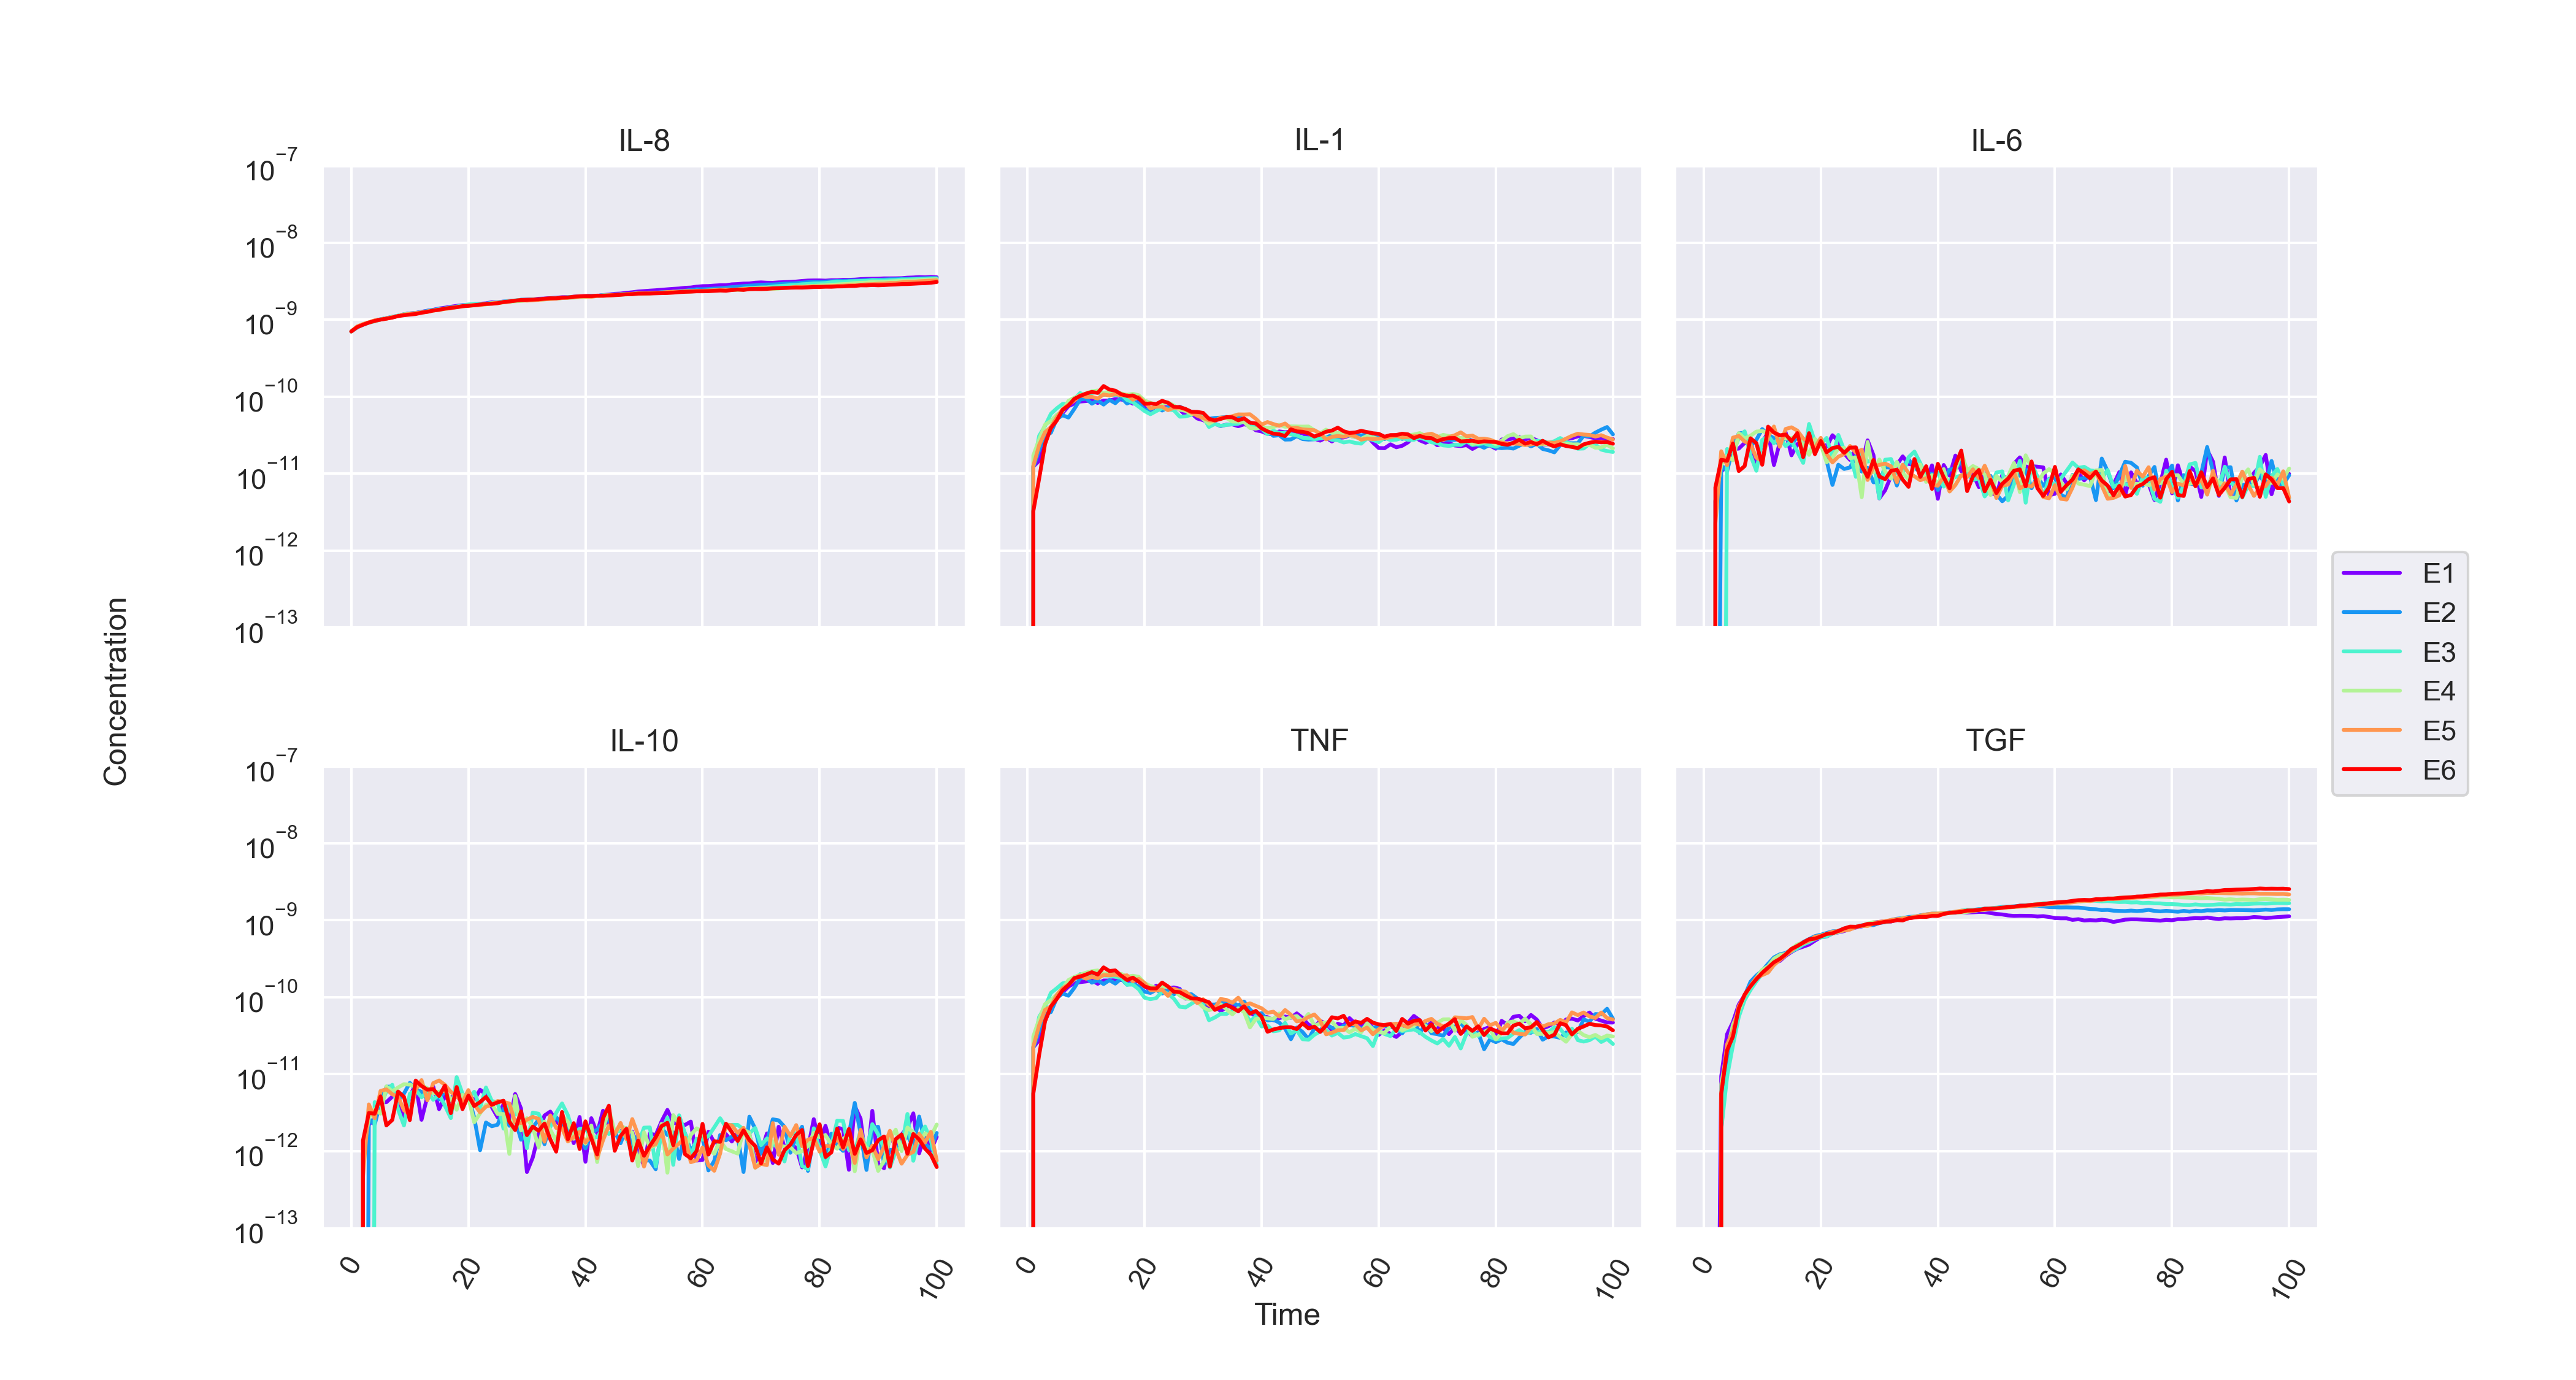 IL-8
IL-1
IL-6
10⁻⁷
10⁻⁸
10⁻⁹
10⁻¹⁰
10⁻¹¹
10⁻¹²
10⁻¹³
Concentration
E1
E2
E3
E4
E5
E6
IL-10
TNF
TGF
10⁻⁷
10⁻⁸
10⁻⁹
10⁻¹⁰
10⁻¹¹
10⁻¹²
10⁻¹³
0 20 40 60 80 100
0 20 40 60 80 100
0 20 40 60 80 100
Time